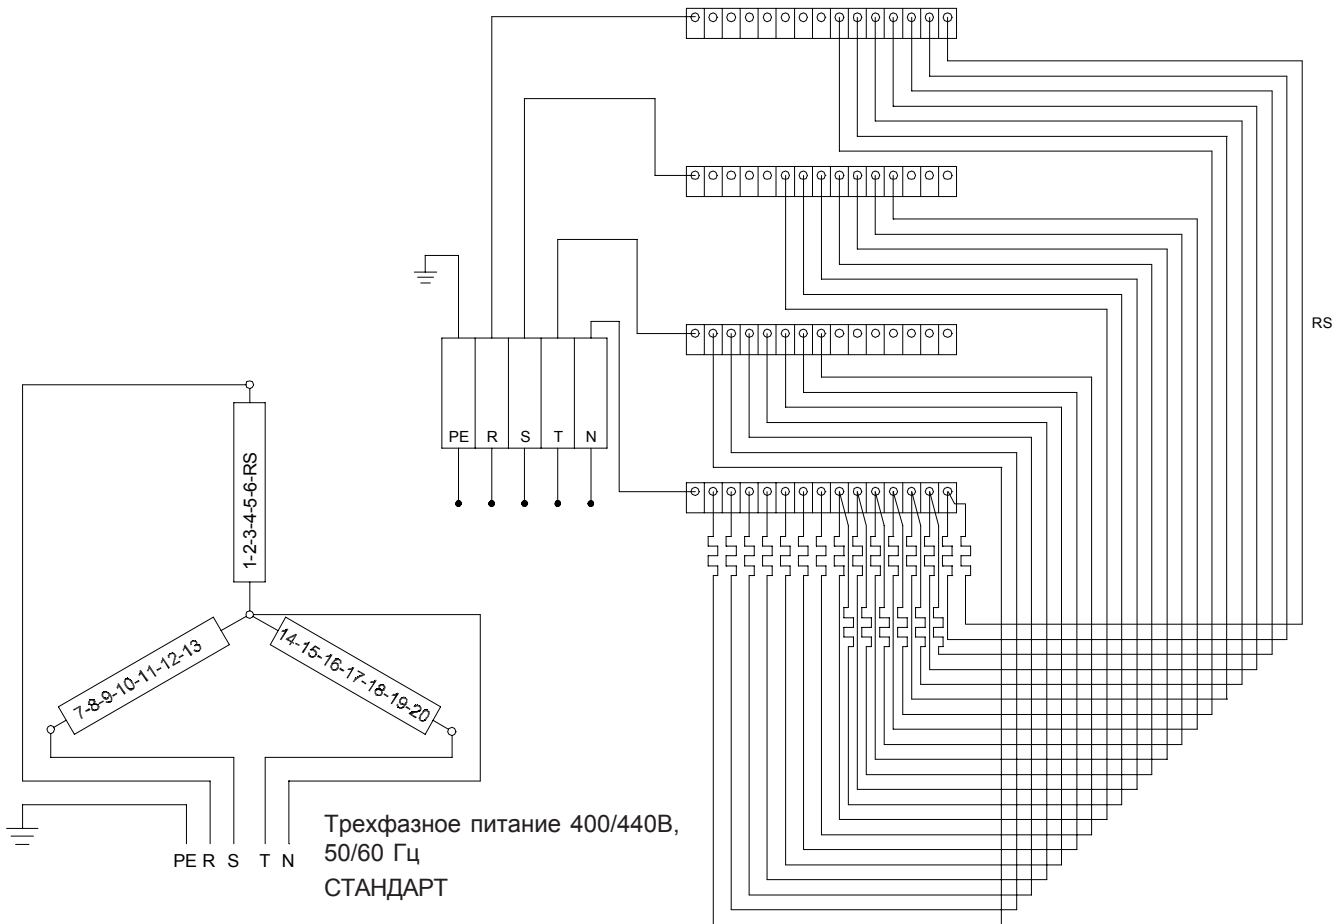 RS
PE R S T N
1-2-3-4-5-6-RS
7-8-9-10-11-12-13
14-15-16-17-18-19-20
PE R S T N
Трехфазное питание 400/440В,
50/60 Гц
СТАНДАРТ